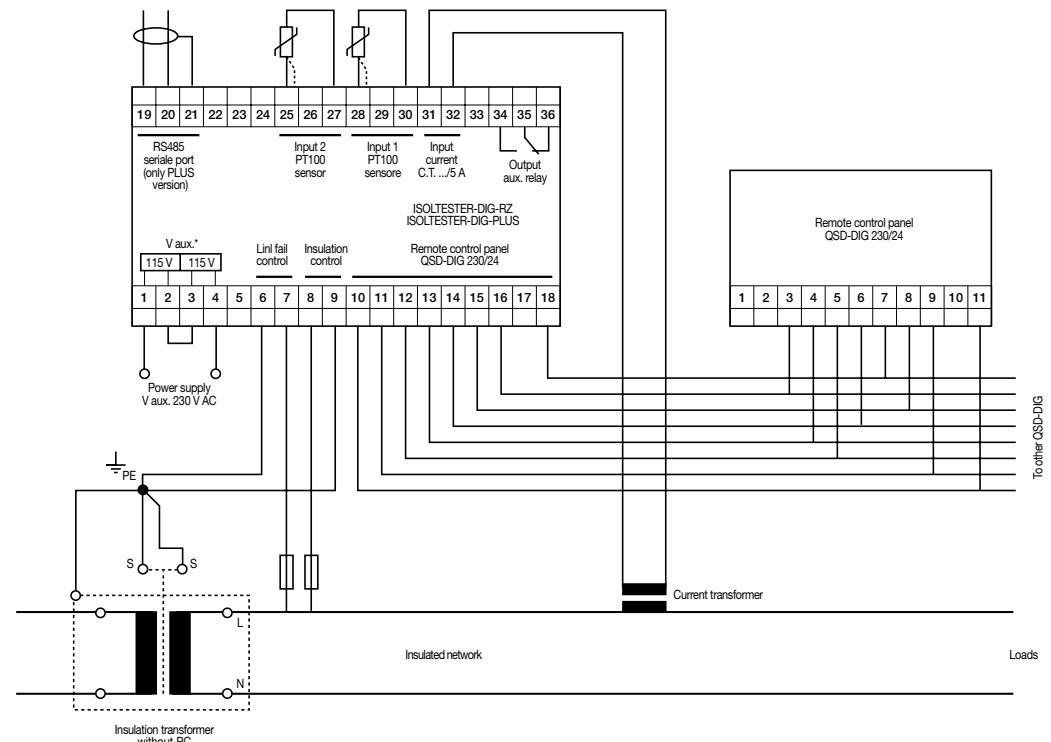 19 20 21 22 23 24 25 26 27 28 29 30 31 32 33 34 35 36
RS485
seriale port
(only PLUS
version)
Input 2
PT100
sensor
Input 1
PT100
sensore
Input
current
C.T. .../5 A
Output
aux. relay
ISOLTESTER-DIG-RZ
ISOLTESTER-DIG-PLUS
V aux.*
115 V 115 V
Linl fail
control
Insulation
control
Remote control panel
QSD-DIG 230/24
1 2 3 4 5 6 7 8 9 10 11 12 13 14 15 16 17 18
Power supply
V aux. 230 V AC
Remote control panel
QSD-DIG 230/24
1 2 3 4 5 6 7 8 9 10 11
To other QSD-DIG
PE
S S
Current transformer
L
Insulated network
Loads
N
Insulation transformer
without PC